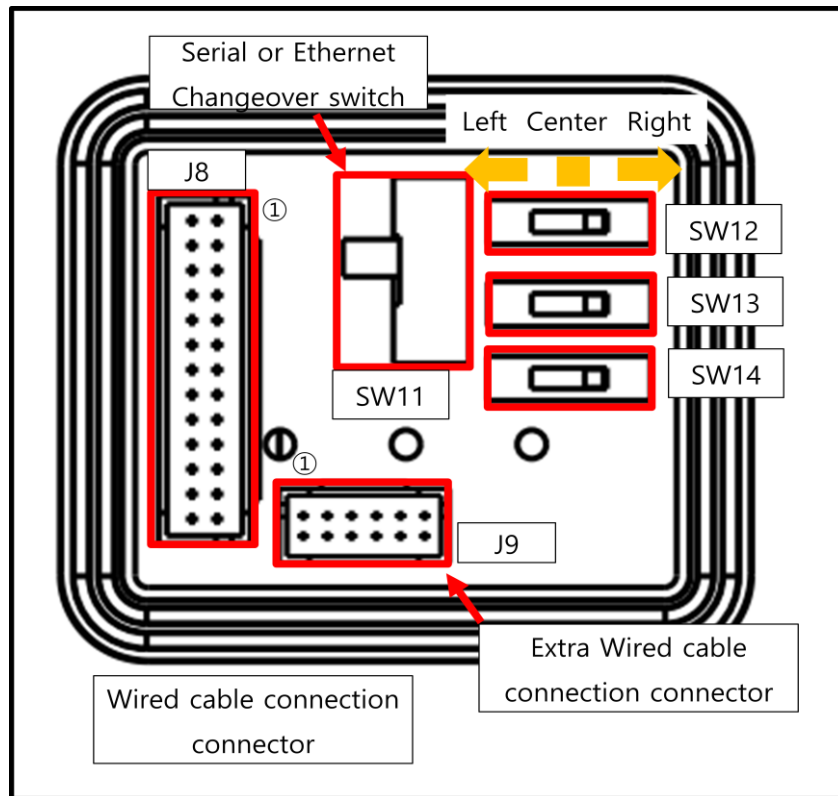 Serial or Ethernet
Changeover switch
Left Center Right
J8
①
SW12
SW13
SW14
SW11
①
J9
Extra Wired cable
connection connector
Wired cable connection
connector